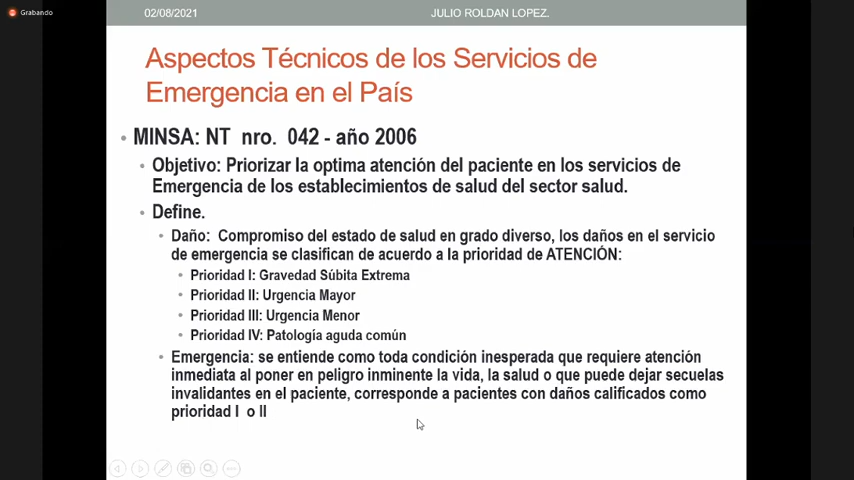 Grabando
02/08/2021
JULIO ROLDAN LOPEZ.
Aspectos Técnicos de los Servicios de
Emergencia en el País
• MINSA: NT nro. 042 - año 2006
• Objetivo: Priorizar la optima atención del paciente en los servicios de
Emergencia de los establecimientos de salud del sector salud.
• Define.
• Daño: Compromiso del estado de salud en grado diverso, los daños en el servicio
de emergencia se clasifican de acuerdo a la prioridad de ATENCIÓN:
• Prioridad I: Gravedad Súbita Extrema
• Prioridad II: Urgencia Mayor
• Prioridad III: Urgencia Menor
• Prioridad IV: Patología aguda común
• Emergencia: se entiende como toda condición inesperada que requiere atención
inmediata al poner en peligro inminente la vida, la salud o que puede dejar secuelas
invalidantes en el paciente, corresponde a pacientes con daños calificados como
prioridad I o II